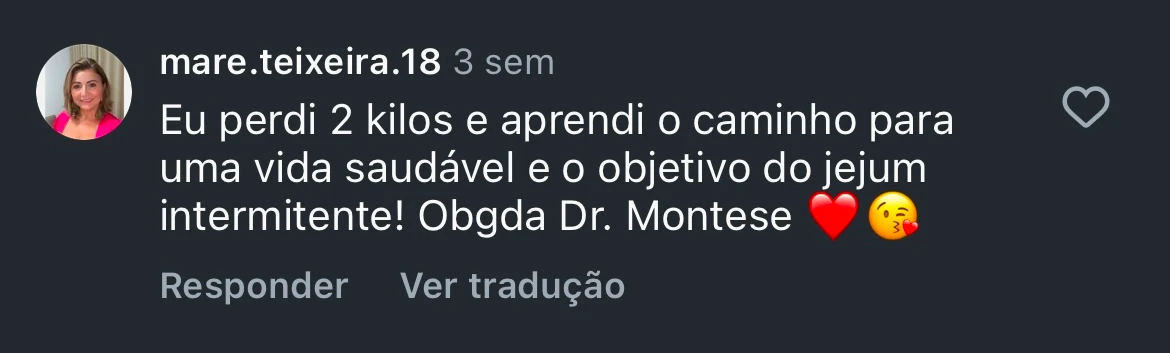 mare.teixeira.18 3 sem
Eu perdi 2 kilos e aprendi o caminho para
uma vida saudável e o objetivo do jejum
intermitente! Obgda Dr. Montese ❤️😘
Responder Ver tradução